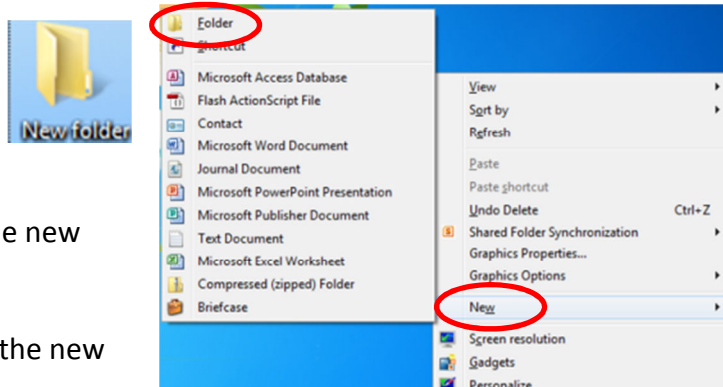 New folder
e new
the new
Folder
Shortcut
Microsoft Access Database
Flash ActionScript File
Contact
Microsoft Word Document
Journal Document
Microsoft PowerPoint Presentation
Microsoft Publisher Document
Text Document
Microsoft Excel Worksheet
Compressed (zipped) Folder
Briefcase
View
Sort by
Refresh
Paste
Paste shortcut
Undo Delete Ctrl+Z
Shared Folder Synchronization
Graphics Properties...
Graphics Options
New
Screen resolution
Gadgets
Personalize